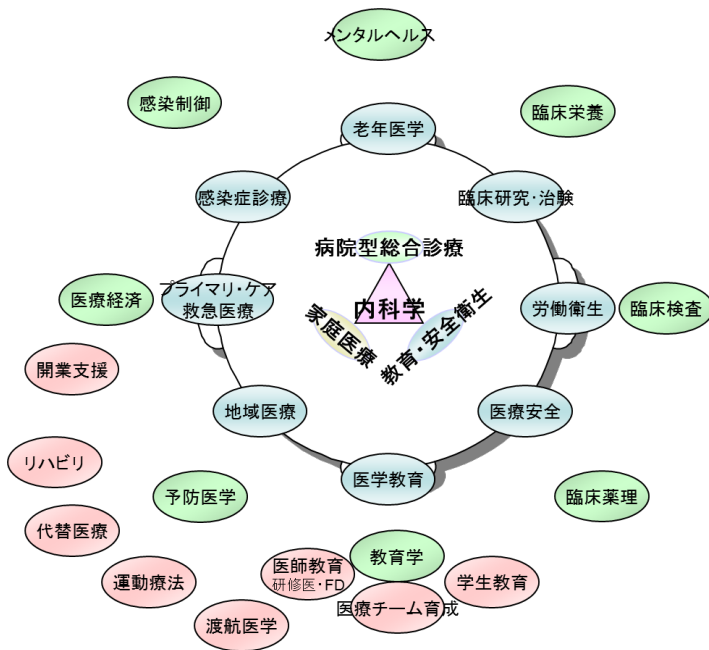 メンタルヘルス
感染制御
臨床栄養
老年医学
感染症診療
臨床研究・治験
病院型総合診療
内科学
家庭医療
教育・安全衛生
医療経済
プライマリ・ケア
救急医療
労働衛生
臨床検査
開業支援
地域医療
医療安全
リハビリ
医学教育
予防医学
臨床薬理
代替医療
教育学
医師教育
研修医・FD
運動療法
学生教育
医療チーム育成
渡航医学